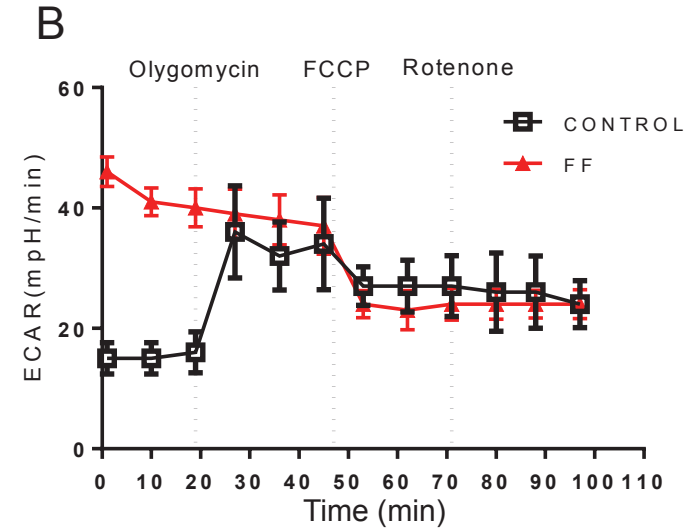 B
Olygomycin FCCP Rotenone
60
40
20
0
ECAR(mpH/min)
CONTROL
FF
0 10 20 30 40 50 60 70 80 90 100 110
Time (min)